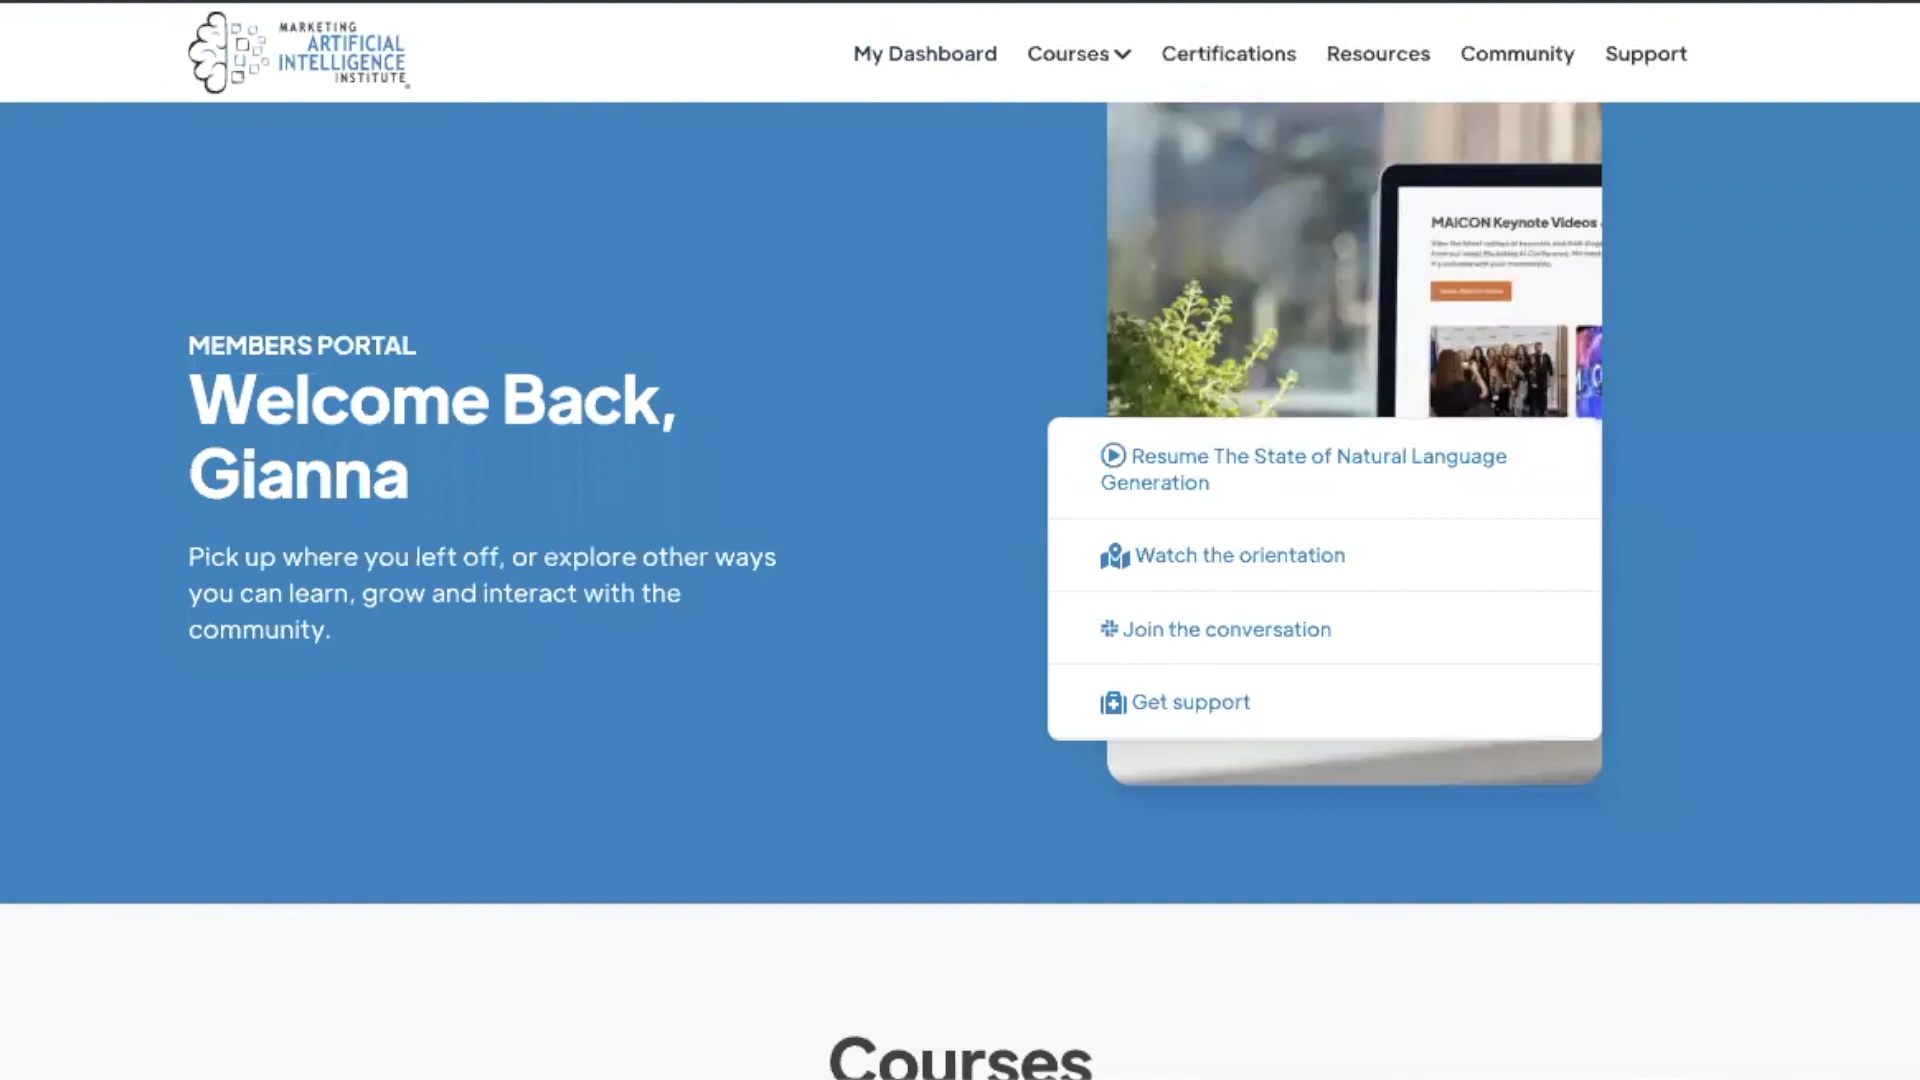 MARKETING
ARTIFICIAL
INTELLIGENCE
INSTITUTE
My Dashboard Courses Certifications Resources Community Support
MAICON Keynote Videos
MEMBERS PORTAL
Welcome Back,
Gianna
Pick up where you left off, or explore other ways
you can learn, grow and interact with the
community.
Resume The State of Natural Language
Generation
Watch the orientation
Join the conversation
Get support
Courses